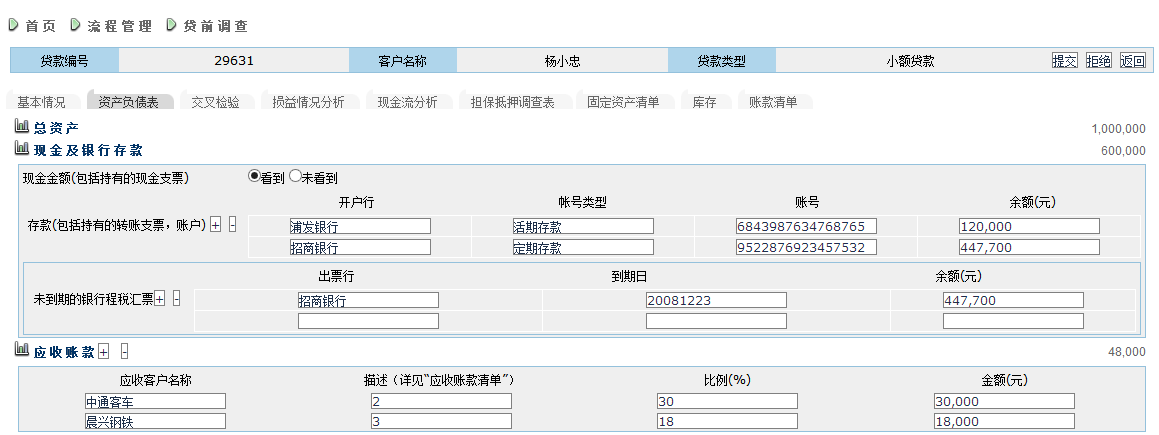 首页 流程管理 贷前调查
贷款编号 29631 客户名称 杨小忠 贷款类型 小额贷款 提交 拒绝 返回
基本情况 资产负债表 交叉检验 损益情况分析 现金流分析 担保抵押调查表 固定资产清单 库存 账款清单
总资产 1,000,000
现金及银行存款 600,000
现金金额(包括持有的现金支票) 看到 未看到
开户行 帐号类型 账号 余额(元)
存款(包括持有的转账支票，账户) + -
浦发银行 活期存款 6843987634768765 120,000
招商银行 定期存款 9522876923457532 447,700
出票行 到期日 余额(元)
未到期的银行程税汇票 + -
招商银行 20081223 447,700
应收账款 + - 48,000
应收客户名称 描述（详见“应收账款清单”） 比例(%) 金额(元)
中通客车 2 30 30,000
晨兴钢铁 3 18 18,000